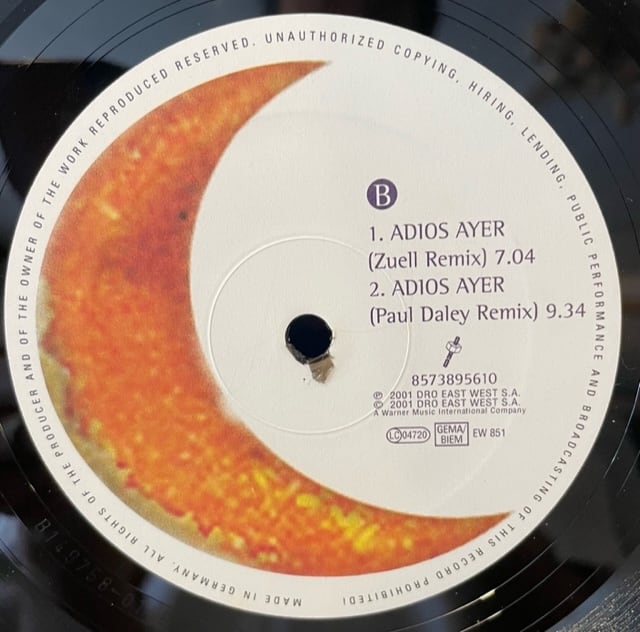 MADE IN GERMANY. ALL RIGHTS OF THE PRODUCER AND OF THE OWNER OF THE WORK REPRODUCED RESERVED. UNAUTHORIZED COPYING, HIRING, LENDING, PUBLIC PERFORMANCE AND BROADCASTING OF THIS RECORD PROHIBITED!
B
1. ADIOS AYER
(Zuell Remix) 7.04
2. ADIOS AYER
(Paul Daley Remix) 9.34
8573895610
℗ 2001 DRO EAST WEST S.A.
© 2001 DRO EAST WEST S.A.
A Warner Music International Company
LC 04720 GEMA/BIEM EW 851